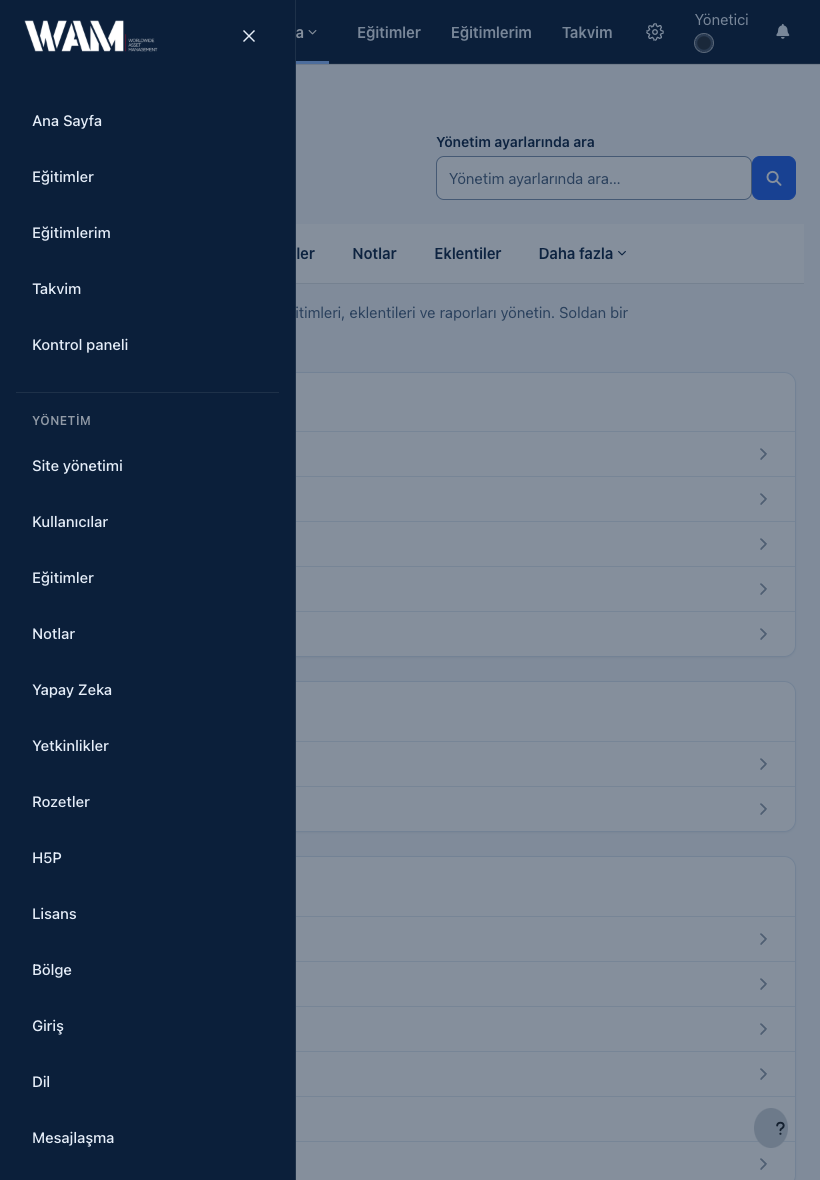 WAM
WORLDWIDE
ASSET
MANAGEMENT
a
Eğitimler
Eğitimlerim
Takvim
Yönetici
Ana Sayfa
Eğitimler
Eğitimlerim
Takvim
Kontrol paneli
YÖNETİM
Site yönetimi
Kullanıcılar
Eğitimler
Notlar
Yapay Zeka
Yetkinlikler
Rozetler
H5P
Lisans
Bölge
Giriş
Dil
Mesajlaşma
Yönetim ayarlarında ara
Yönetim ayarlarında ara...
ler
Notlar
Eklentiler
Daha fazla
itimleri, eklentileri ve raporları yönetin. Soldan bir
?